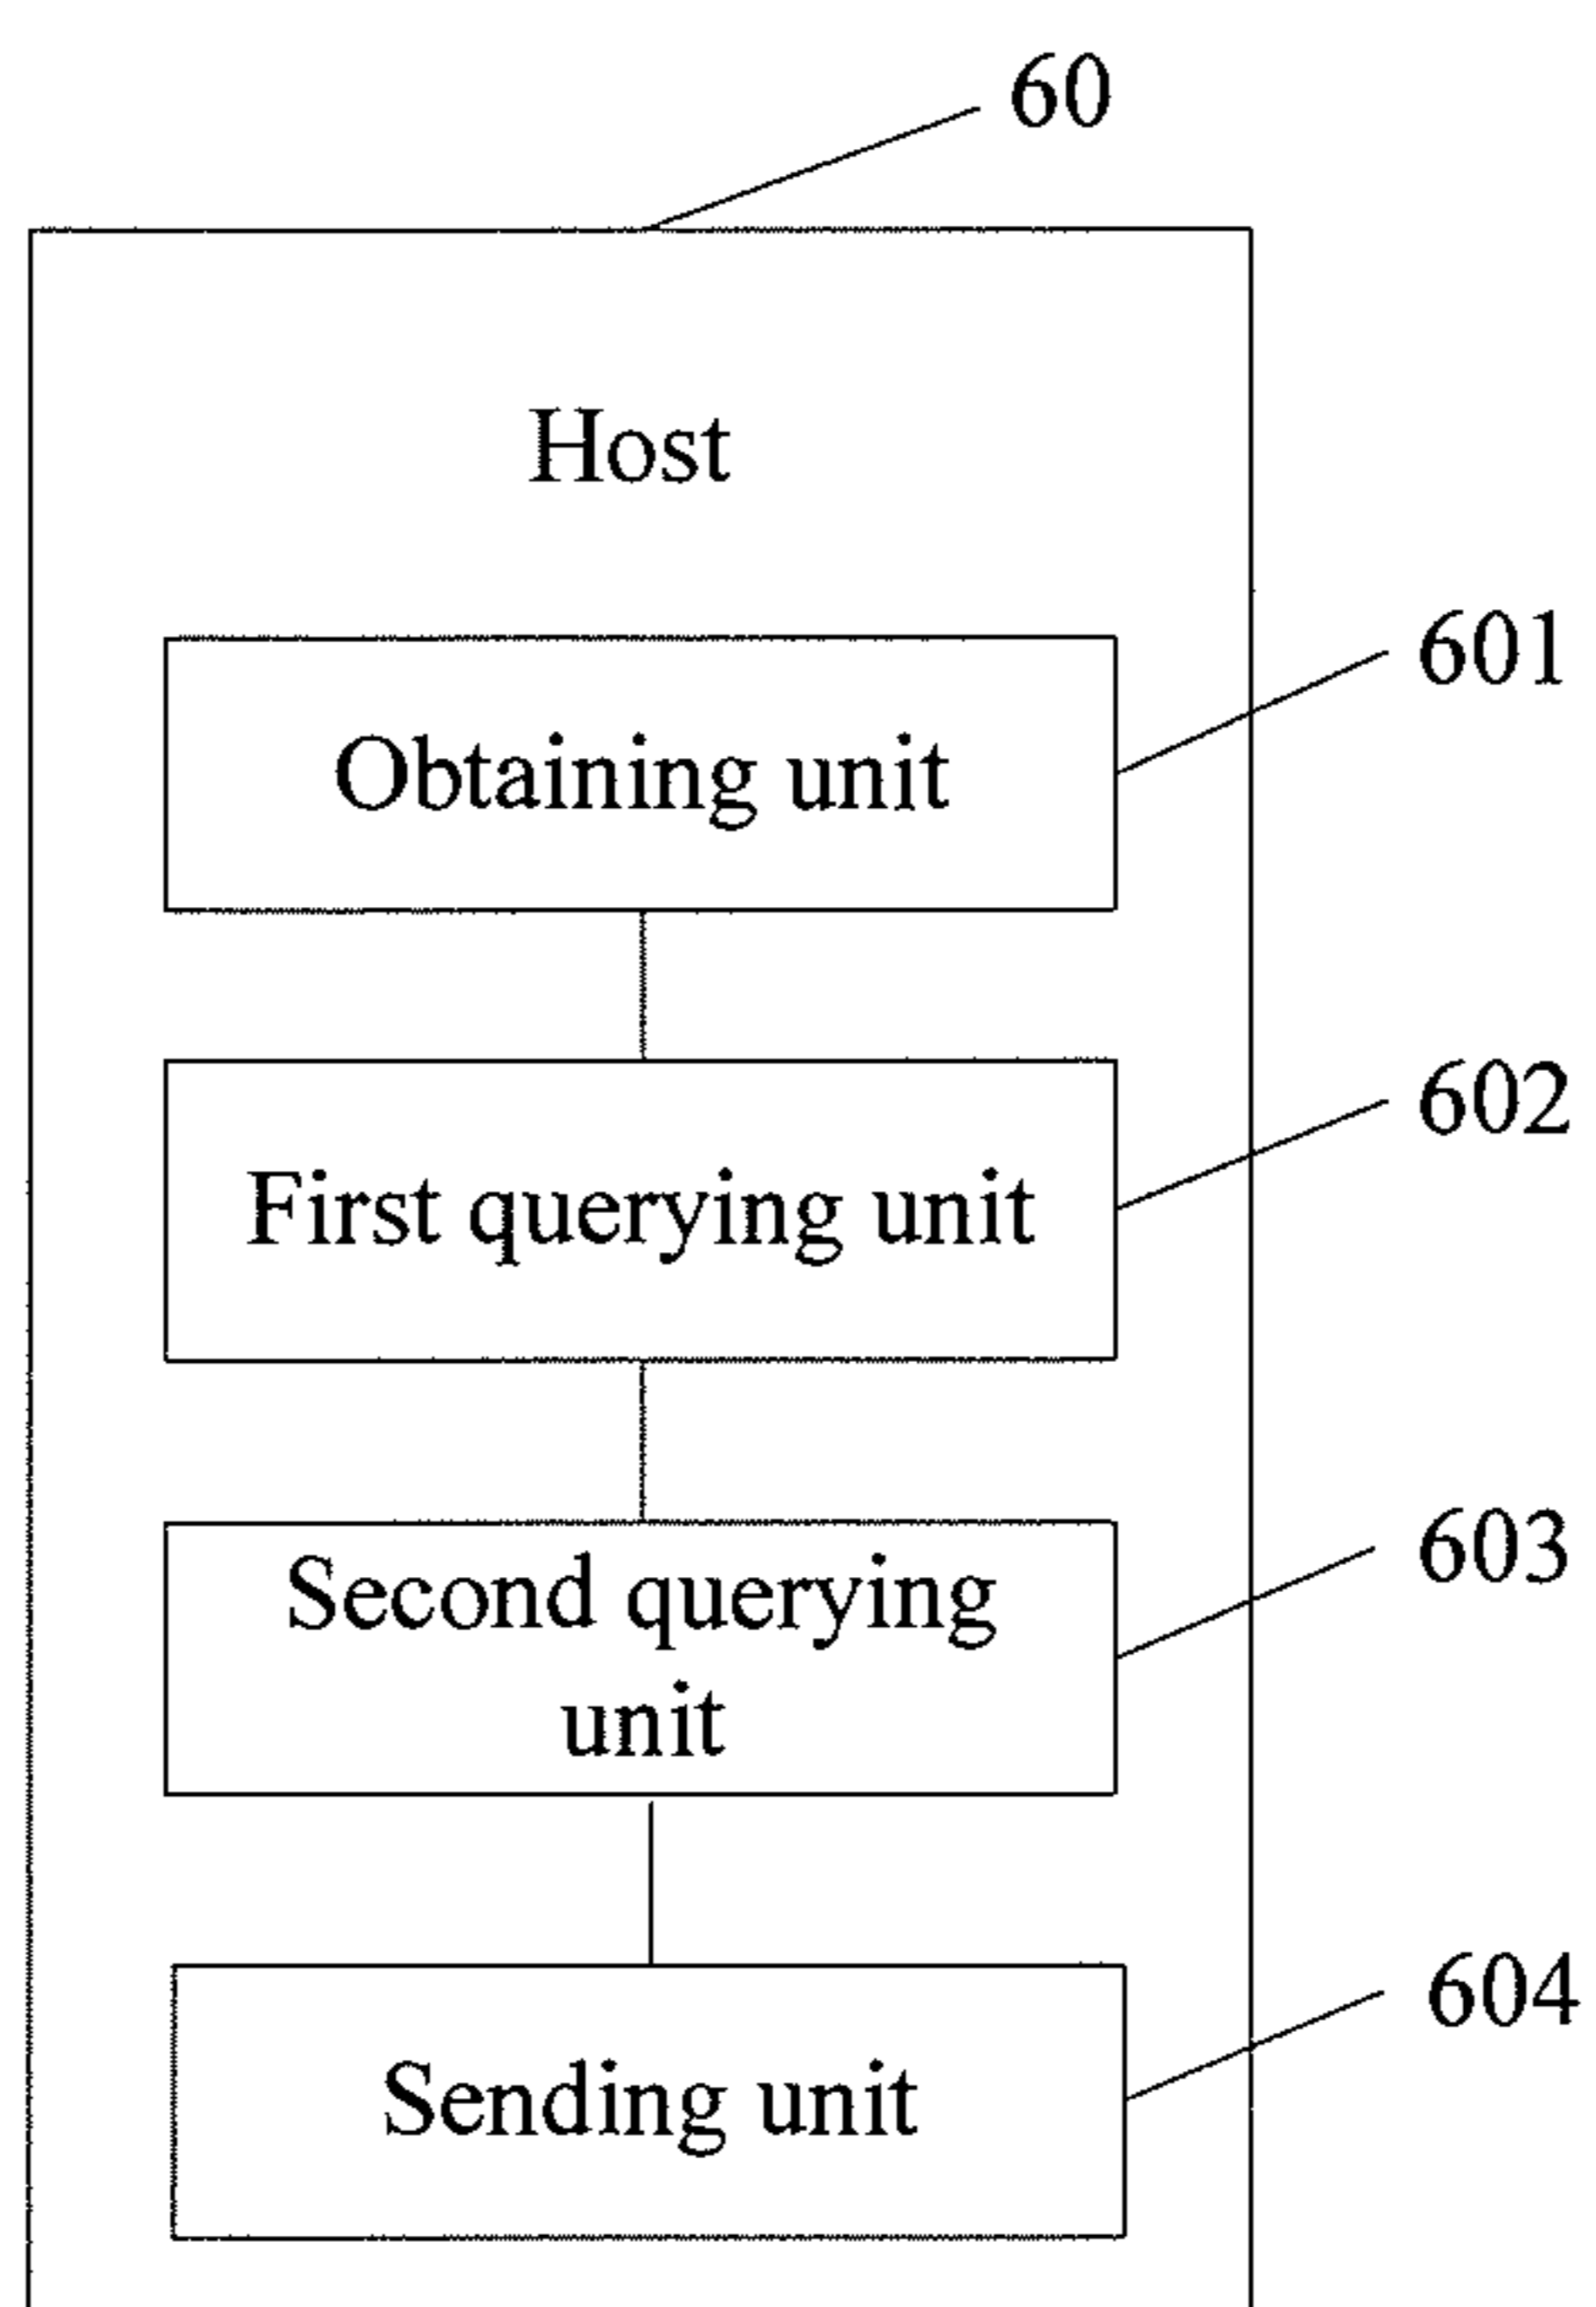 60
Host
601
Obtaining unit
602
First querying unit
603
Second querying
unit
604
Sending unit